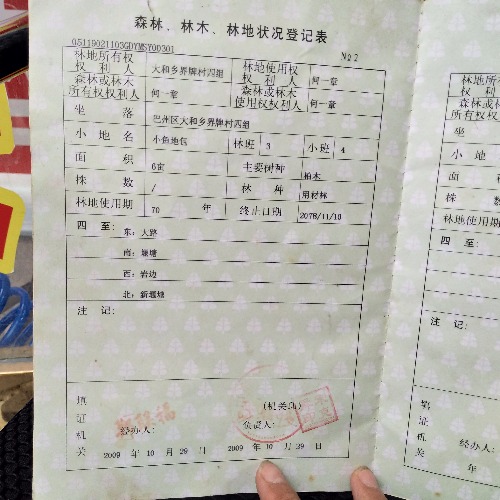 森林、林木、林地状况登记表
05119021103GDYMSY00301
NO 2
林地所有权权利人 大和乡界牌村四组 林地使用权权利人 何一章
森林或林木所有权权利人 何一章 森林或林木使用权权利人 何一章
坐落 巴州区大和乡界牌村四组
小地名 小鱼地包 林班 3 小班 4
面积 6亩 主要树种 柏木
株数 / 林种 用材林
林地使用期 70 年 终止日期 2078/11/10
四至： 东：大路
南：堰塘
西：岩边
北：新堰塘
注记：
填证机关
(机关印)
经办人： 负责人：
2009 年 10 月 29 日 2009 年 10 月 29 日
林地所有权
权利人
森林或林木
所有权权利
坐
小地
面
株
林地使用
四至
注
填证机关
经办人
年